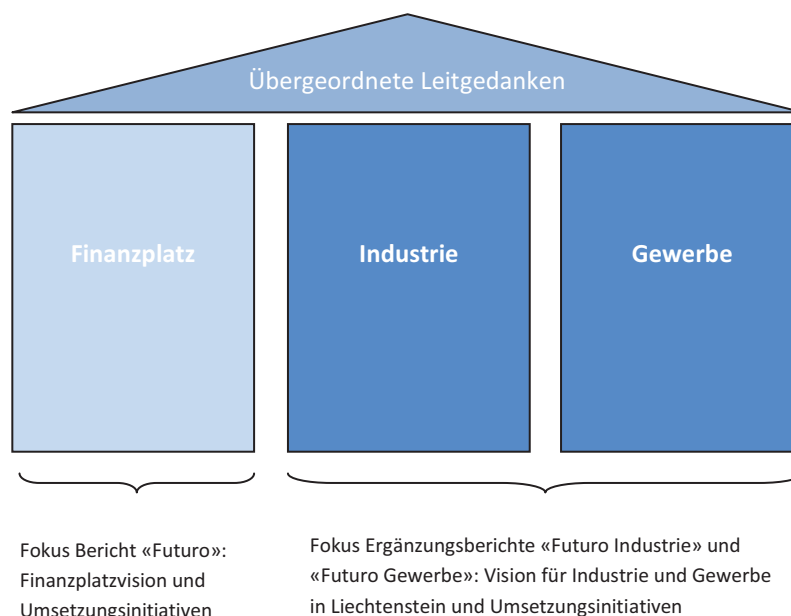 Übergeordnete Leitgedanken
Finanzplatz
Industrie
Gewerbe
Fokus Bericht «Futuro»:
Finanzplatzvision und
Umsetzungsinitiativen
Fokus Ergänzungsberichte «Futuro Industrie» und
«Futuro Gewerbe»: Vision für Industrie und Gewerbe
in Liechtenstein und Umsetzungsinitiativen